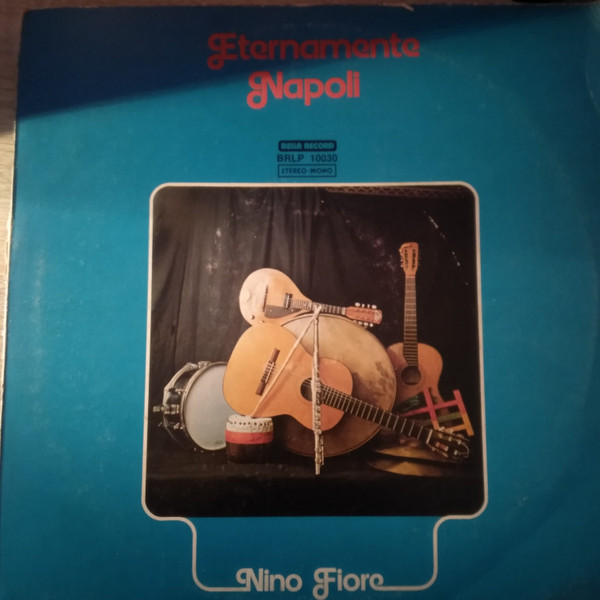 Eternamente
Napoli
BELLA RECORD
BRLP 10030
STEREO-MONO
Nino Fiore